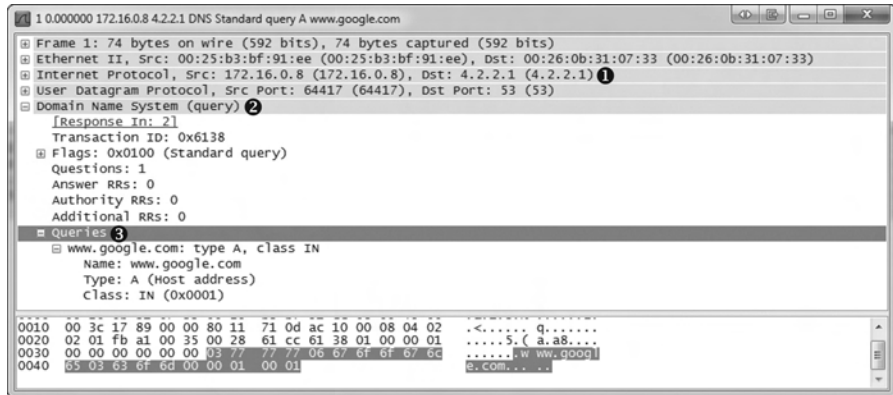 1 0.000000 172.16.0.8 4.2.2.1 DNS Standard query A www.google.com
Frame 1: 74 bytes on wire (592 bits), 74 bytes captured (592 bits)
Ethernet II, Src: 00:25:b3:bf:91:ee (00:25:b3:bf:91:ee), Dst: 00:26:0b:31:07:33 (00:26:0b:31:07:33)
Internet Protocol, Src: 172.16.0.8 (172.16.0.8), Dst: 4.2.2.1 (4.2.2.1) ❶
User Datagram Protocol, Src Port: 64417 (64417), Dst Port: 53 (53)
Domain Name System (query) ❷
[Response In: 2]
Transaction ID: 0x6138
Flags: 0x0100 (Standard query)
Questions: 1
Answer RRs: 0
Authority RRs: 0
Additional RRs: 0
Queries ❸
www.google.com: type A, class IN
Name: www.google.com
Type: A (Host address)
Class: IN (0x0001)
0010 00 3c 17 89 00 00 80 11 71 0d ac 10 00 08 04 02 .<...... q.......
0020 02 01 fb a1 00 35 00 28 61 cc 61 38 01 00 00 01 .....5.( a.a8....
0030 00 00 00 00 00 00 03 77 77 77 06 67 6f 6f 67 6c .......w ww.googl
0040 65 03 63 6f 6d 00 00 01 00 01 e.com... ..